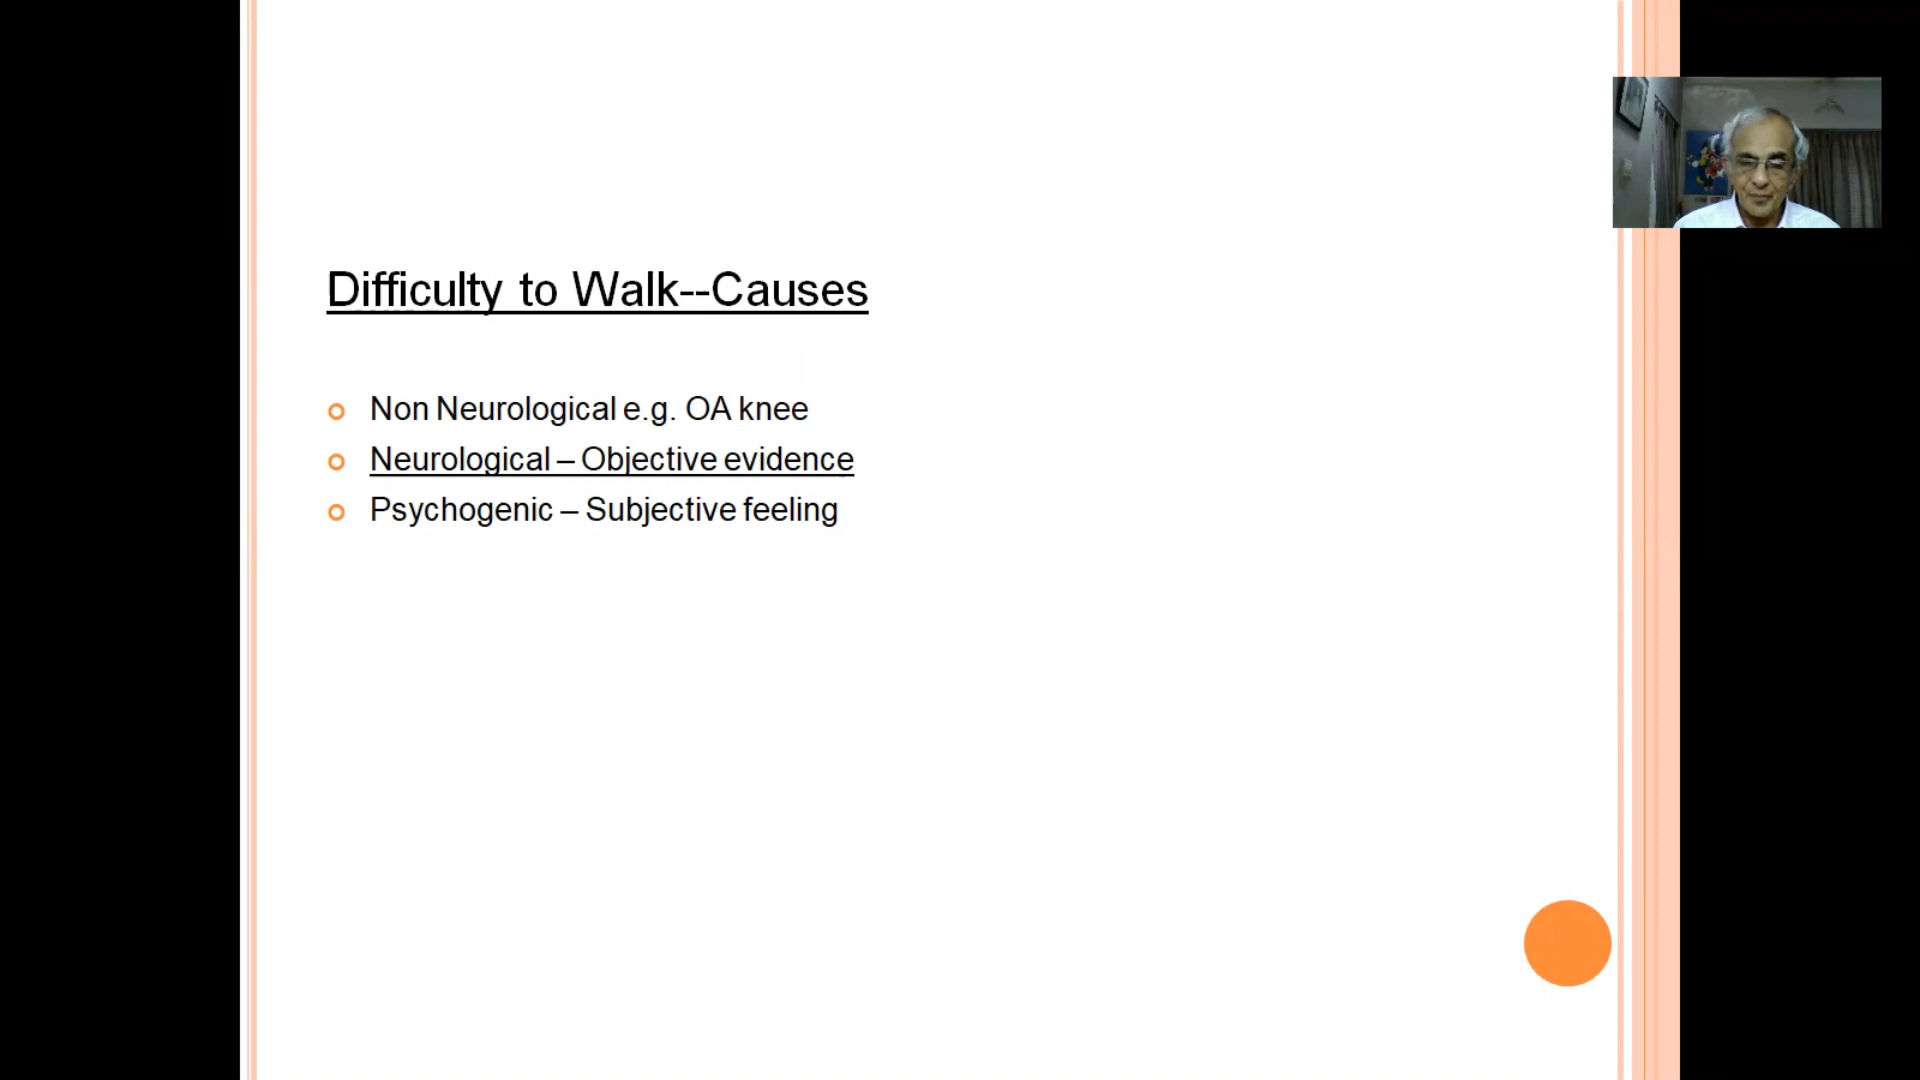 Difficulty to Walk--Causes
Non Neurological e.g. OA knee
Neurological – Objective evidence
Psychogenic – Subjective feeling